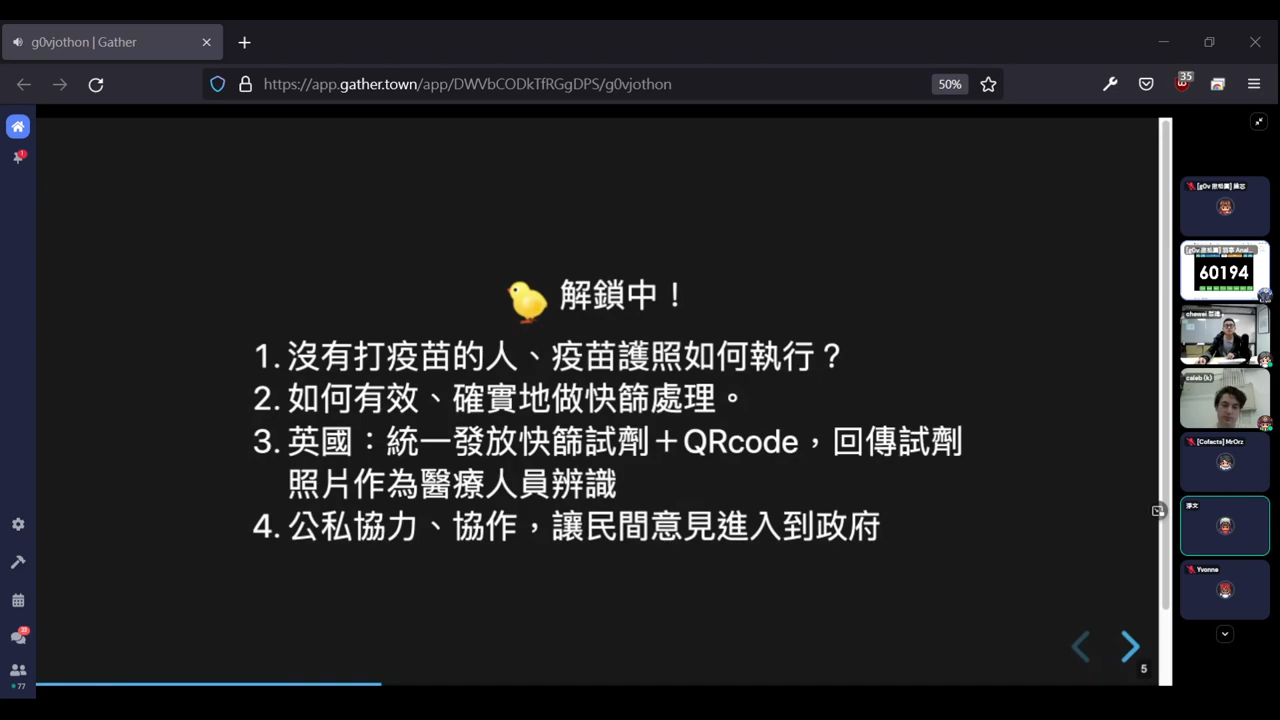 g0vjothon | Gather
https://app.gather.town/app/DWVbCODkTfRGgDPS/g0vjothon
50%
35
1
🐤 解鎖中！
1. 沒有打疫苗的人、疫苗護照如何執行？
2. 如何有效、確實地做快篩處理。
3. 英國：統一發放快篩試劑＋QRcode，回傳試劑
照片作為醫療人員辨識
4. 公私協力、協作，讓民間意見進入到政府
5
77
60194
chewei 哲瑋
caleb (k)
[Cofacts] MrOrz
Yvonne